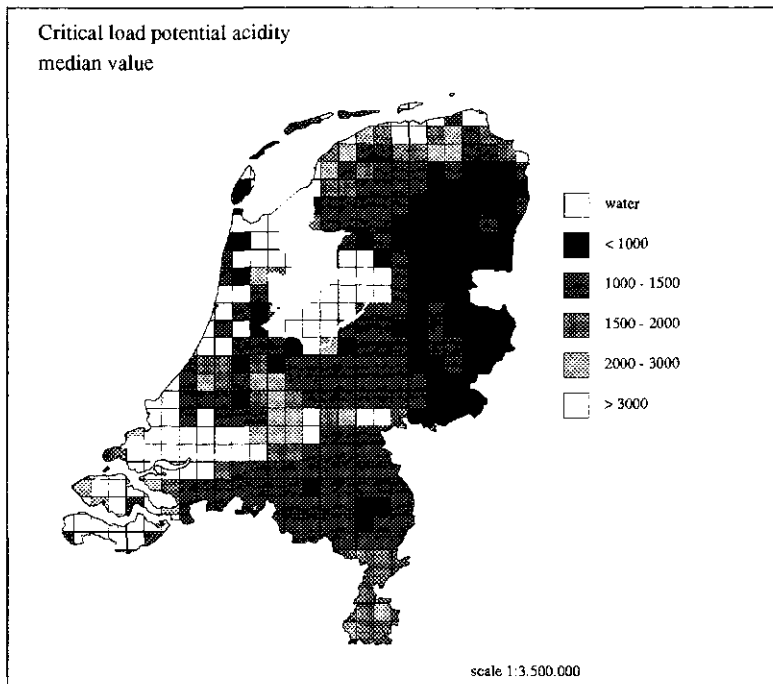 Critical load potential acidity
median value
water
< 1000
1000 - 1500
1500 - 2000
2000 - 3000
> 3000
scale 1:3.500.000